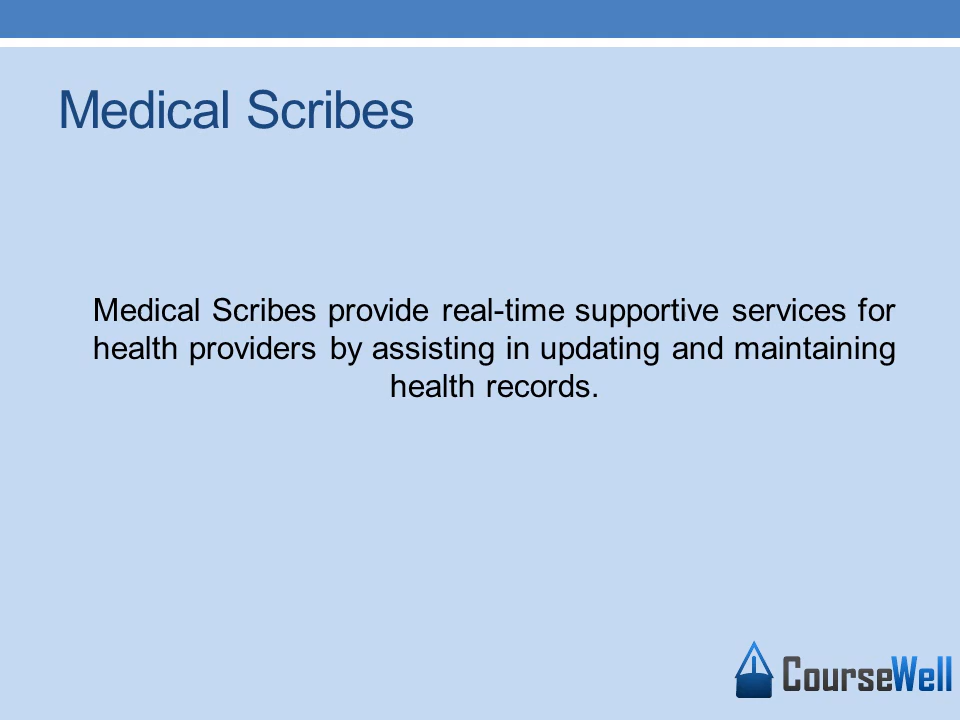 Medical Scribes
Medical Scribes provide real-time supportive services for
health providers by assisting in updating and maintaining
health records.
CourseWell